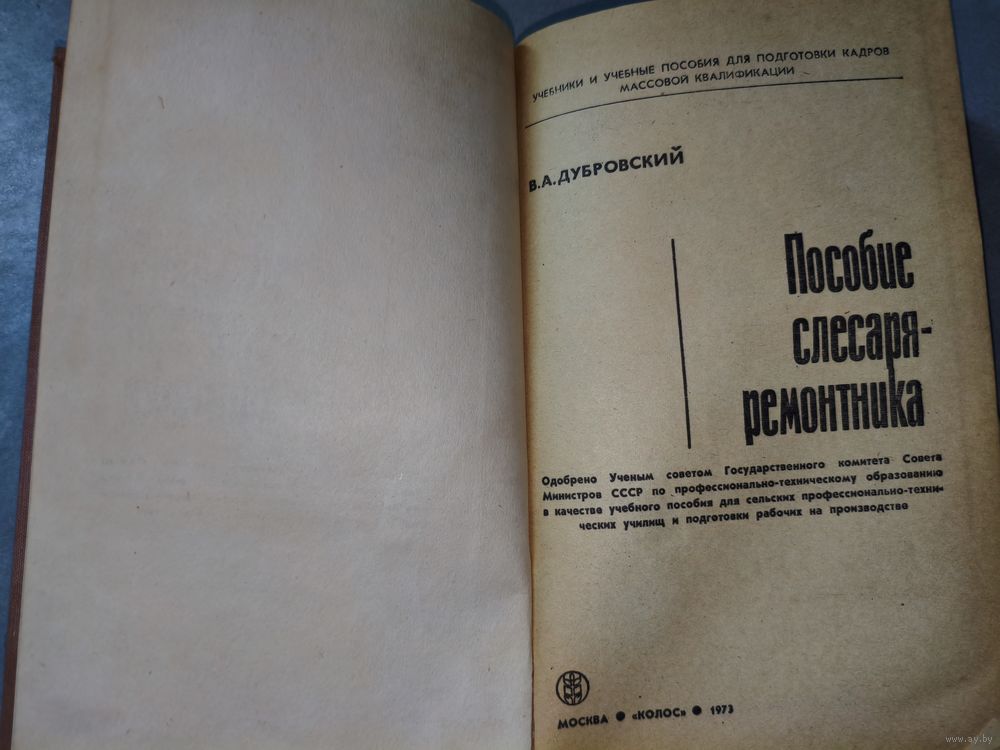 УЧЕБНИКИ И УЧЕБНЫЕ ПОСОБИЯ ДЛЯ ПОДГОТОВКИ КАДРОВ
МАССОВОЙ КВАЛИФИКАЦИИ
В.А.ДУБРОВСКИЙ
Пособие
слесаря-
ремонтника
Одобрено Ученым советом Государственного комитета Совета
Министров СССР по профессионально-техническому образованию
в качестве учебного пособия для сельских профессионально-техни-
ческих училищ и подготовки рабочих на производстве
МОСКВА ● «КОЛОС» ● 1973
www.ay.by